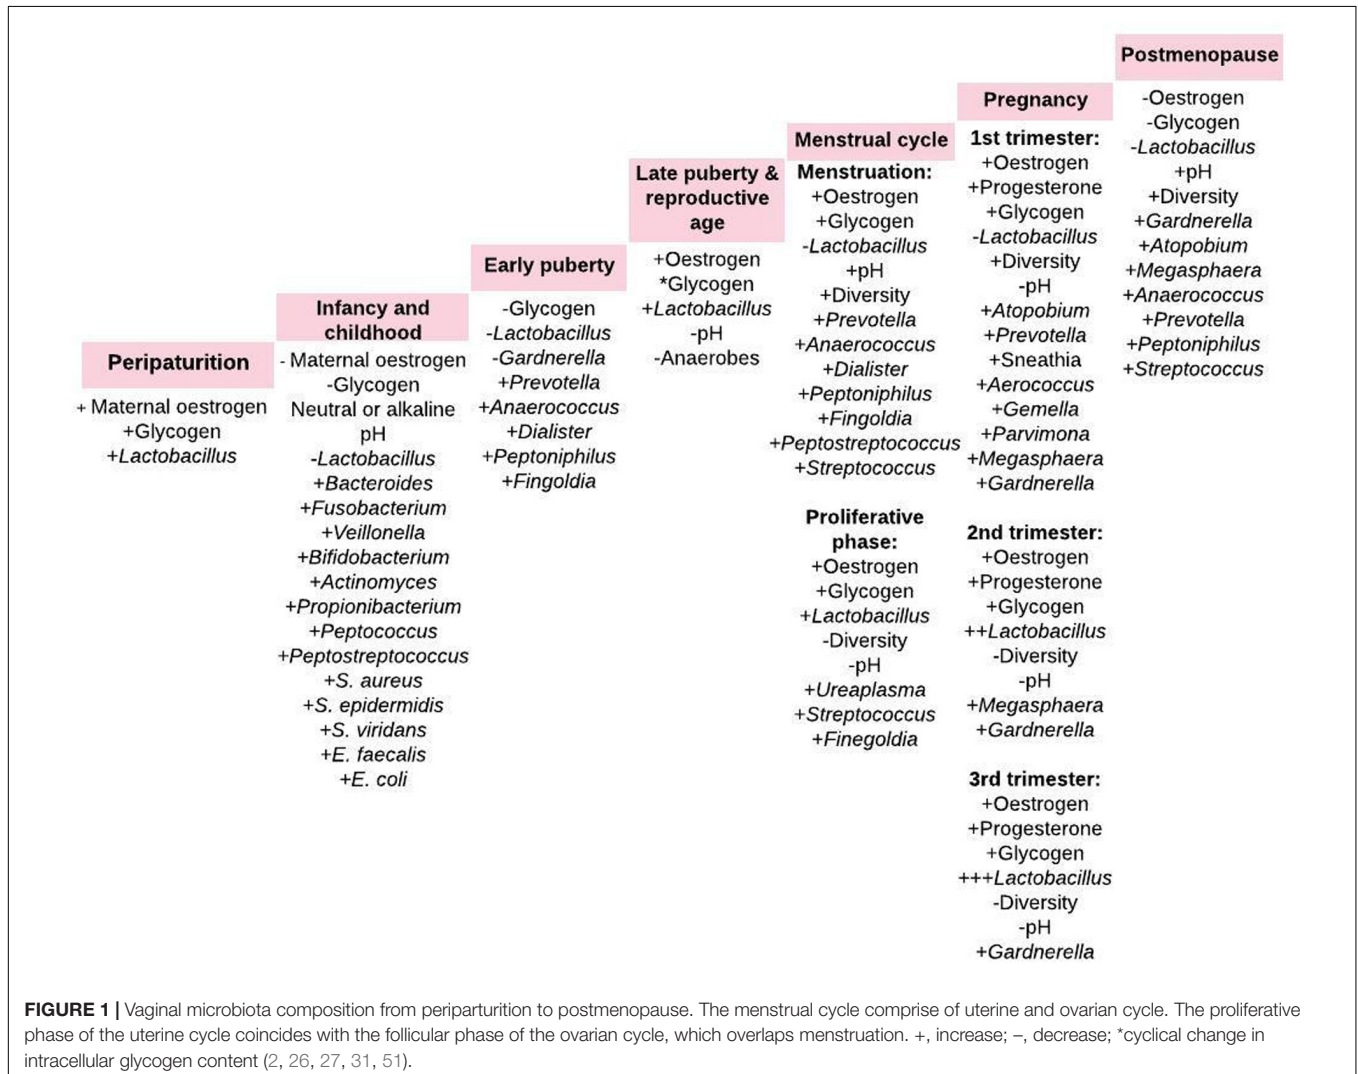 Peripaturition
+ Maternal oestrogen
+Glycogen
+Lactobacillus
Infancy and
childhood
- Maternal oestrogen
-Glycogen
Neutral or alkaline
pH
-Lactobacillus
+Bacteroides
+Fusobacterium
+Veillonella
+Bifidobacterium
+Actinomyces
+Propionibacterium
+Peptococcus
+Peptostreptococcus
+S. aureus
+S. epidermidis
+S. viridans
+E. faecalis
+E. coli
Early puberty
-Glycogen
-Lactobacillus
-Gardnerella
+Prevotella
+Anaerococcus
+Dialister
+Peptoniphilus
+Fingoldia
Late puberty &
reproductive
age
+Oestrogen
*Glycogen
+Lactobacillus
-pH
-Anaerobes
Menstrual cycle
Menstruation:
+Oestrogen
+Glycogen
-Lactobacillus
+pH
+Diversity
+Prevotella
+Anaerococcus
+Dialister
+Peptoniphilus
+Fingoldia
+Peptostreptococcus
+Streptococcus
Proliferative
phase:
+Oestrogen
+Glycogen
+Lactobacillus
-Diversity
-pH
+Ureaplasma
+Streptococcus
+Finegoldia
Pregnancy
1st trimester:
+Oestrogen
+Progesterone
+Glycogen
-Lactobacillus
+Diversity
-pH
+Atopobium
+Prevotella
+Sneathia
+Aerococcus
+Gemella
+Parvimona
+Megasphaera
+Gardnerella
2nd trimester:
+Oestrogen
+Progesterone
+Glycogen
++Lactobacillus
-Diversity
-pH
+Megasphaera
+Gardnerella
3rd trimester:
+Oestrogen
+Progesterone
+Glycogen
+++Lactobacillus
-Diversity
-pH
+Gardnerella
Postmenopause
-Oestrogen
-Glycogen
-Lactobacillus
+pH
+Diversity
+Gardnerella
+Atopobium
+Megasphaera
+Anaerococcus
+Prevotella
+Peptoniphilus
+Streptococcus
FIGURE 1 | Vaginal microbiota composition from periparturition to postmenopause. The menstrual cycle comprise of uterine and ovarian cycle. The proliferative
phase of the uterine cycle coincides with the follicular phase of the ovarian cycle, which overlaps menstruation. +, increase; –, decrease; *cyclical change in
intracellular glycogen content (2, 26, 27, 31, 51).